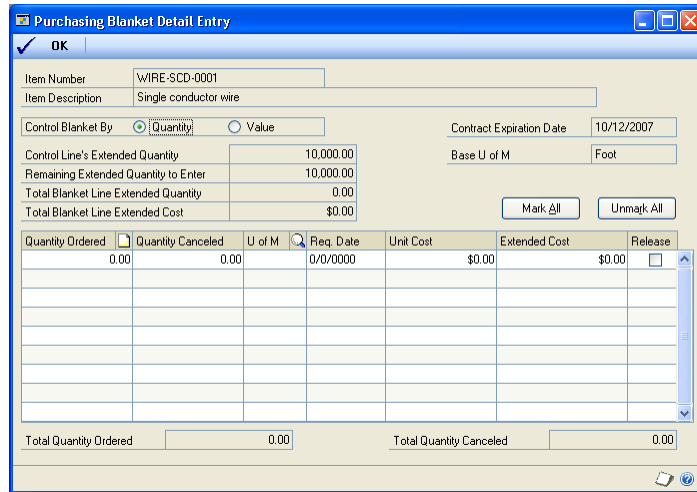 Purchasing Blanket Detail Entry
OK
Item Number WIRE-SCD-0001
Item Description Single conductor wire
Control Blanket By Quantity Value Contract Expiration Date 10/12/2007
Control Line's Extended Quantity 10,000.00 Base U of M Foot
Remaining Extended Quantity to Enter 10,000.00
Total Blanket Line Extended Quantity 0.00
Total Blanket Line Extended Cost $0.00 Mark All Unmark All
Quantity Ordered Quantity Canceled U of M Req. Date Unit Cost Extended Cost Release
0.00 0.00 0/0/0000 $0.00 $0.00
Total Quantity Ordered 0.00 Total Quantity Canceled 0.00